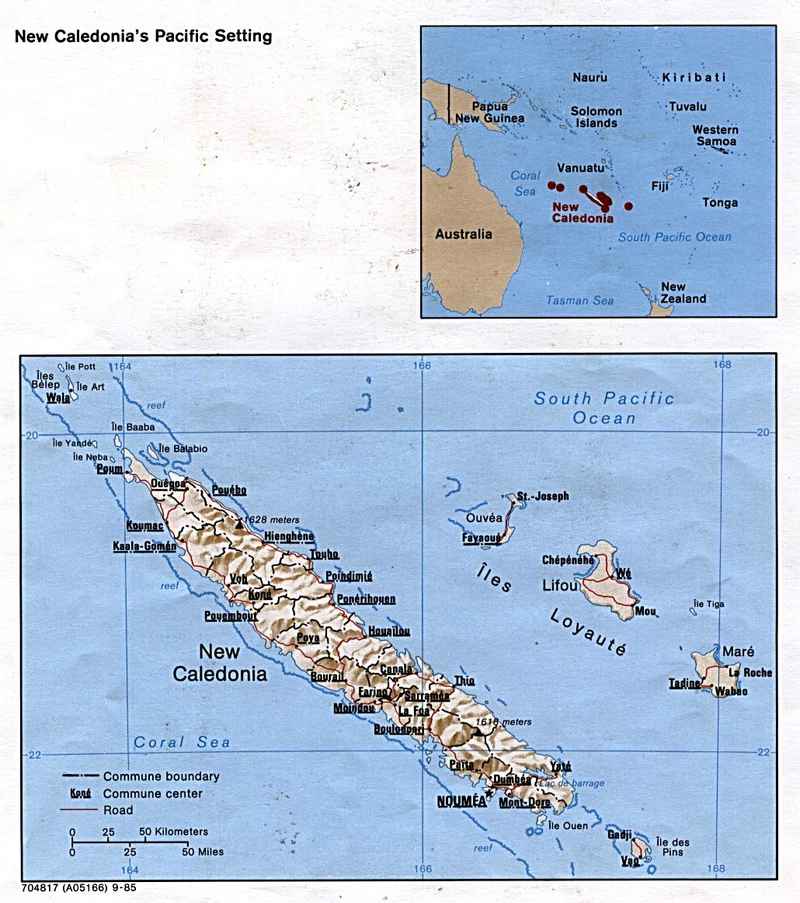 New Caledonia's Pacific Setting
Nauru
Kiribati
Papua
New Guinea
Solomon
Islands
Tuvalu
Western
Samoa
Vanuatu
Coral
Sea
Fiji
Tonga
New
Caledonia
Australia
South Pacific Ocean
Tasman Sea
New
Zealand
164
166
168
Île Pott
Îles
Bélep
Île Art
Wala
reef
South Pacific
Ocean
20
20
Île Baaba
Île Yandé
Île Balabio
Île Neba
Poum
Ouégoa
Pouébo
St.-Joseph
Ouvéa
Fayaoué
Koumac
1628 meters
Hienghène
Kaala-Gomén
Touho
Chépénéhé
Wé
Lifou
Mou
Îles
Loyauté
Île Tiga
Poindimié
Voh
Koné
reef
Ponérihouen
Pouembout
Houaïlou
Poya
New
Caledonia
Maré
La Roche
Tadine
Wabao
Canala
Thio
Bourail
Farino
Sarraméa
Moindou
La Foa
Bouloupari
1618 meters
Coral Sea
22
22
Païta
Yaté
Dumbéa
Lac de barrage
NOUMÉA
Mont-Dore
Île Ouen
Gadji
Île des
Pins
Vao
reef
Commune boundary
Koné
Commune center
Road
0 25 50 Kilometers
0 25 50 Miles
164
166
168
704817 (A05166) 9-85